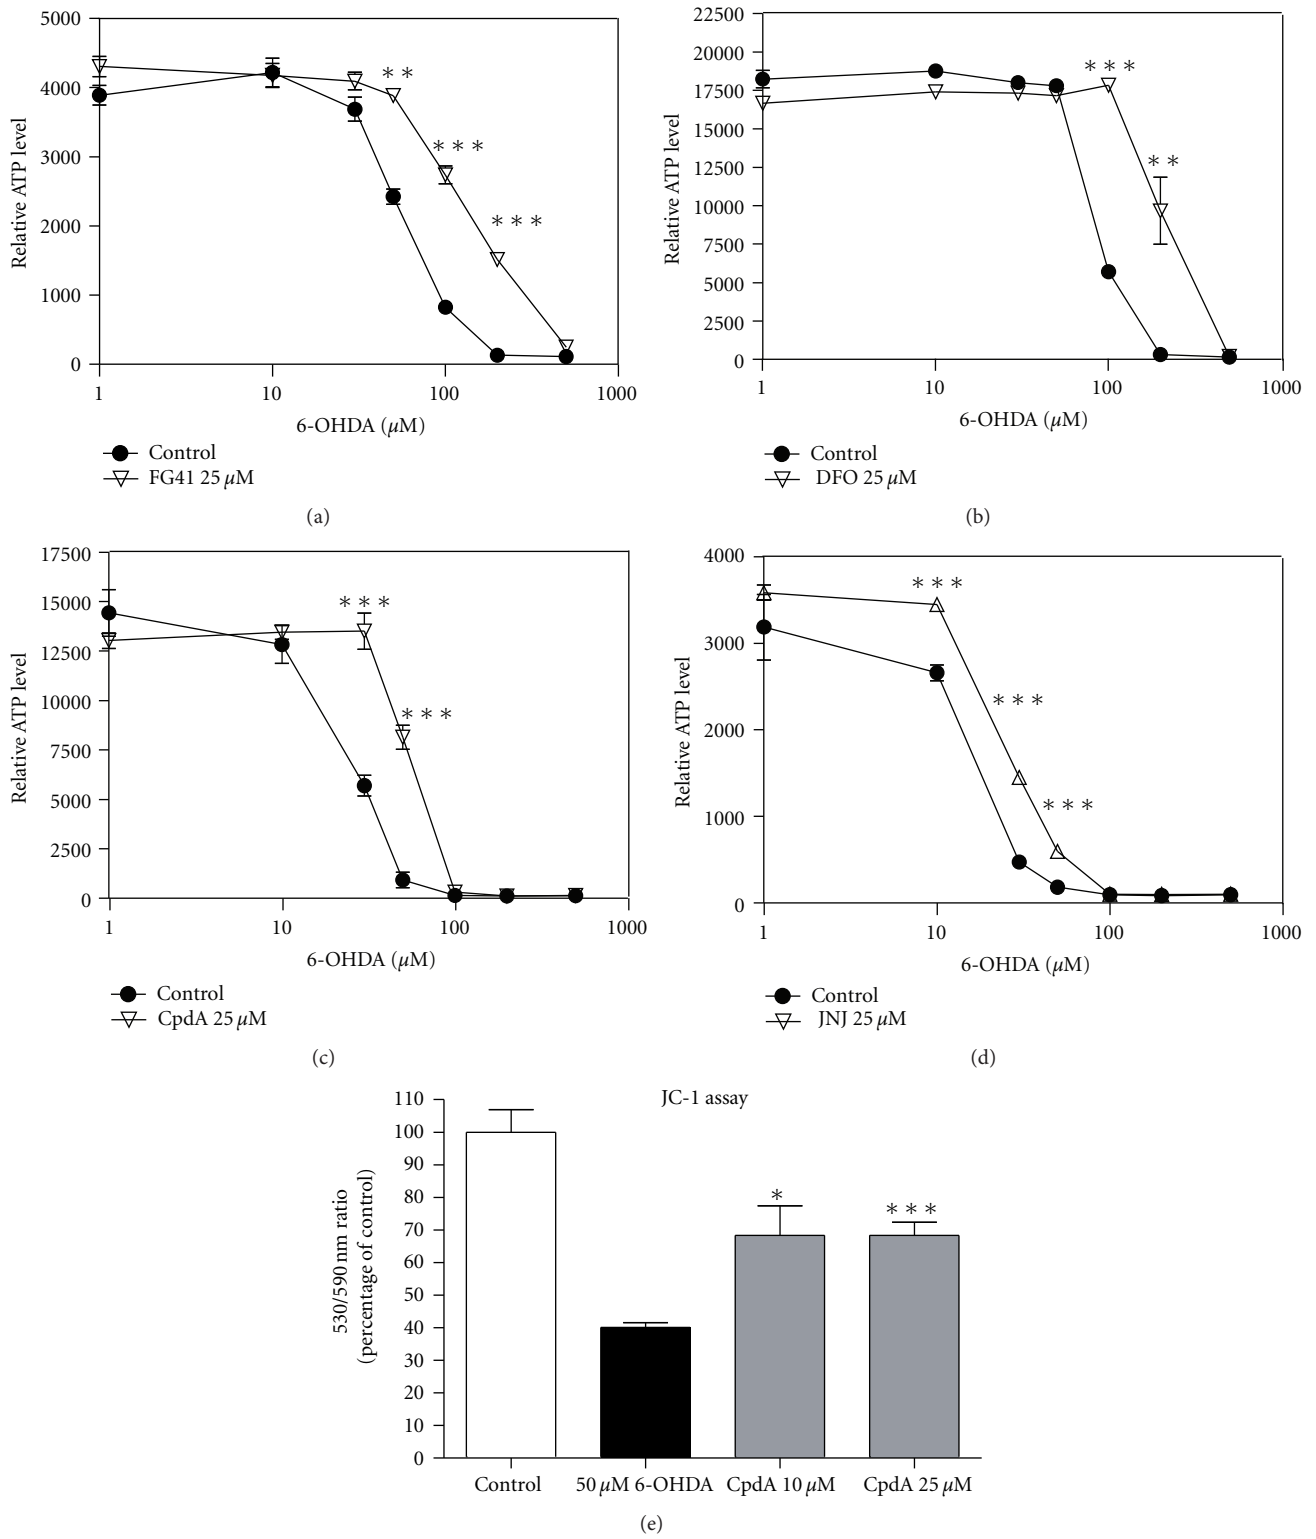 5000
4000
3000
2000
1000
0
Relative ATP level
∗∗
∗∗∗
∗∗∗
1 10 100 1000
6-OHDA (μM)
Control
FG41 25 μM
(a)
22500
20000
17500
15000
12500
10000
7500
5000
2500
0
Relative ATP level
∗∗∗
∗∗
1 10 100 1000
6-OHDA (μM)
Control
DFO 25 μM
(b)
17500
15000
12500
10000
7500
5000
2500
0
Relative ATP level
∗∗∗
∗∗∗
1 10 100 1000
6-OHDA (μM)
Control
CpdA 25 μM
(c)
4000
3000
2000
1000
0
Relative ATP level
∗∗∗
∗∗∗
∗∗∗
1 10 100 1000
6-OHDA (μM)
Control
JNJ 25 μM
(d)
JC-1 assay
110
100
90
80
70
60
50
40
30
20
10
0
530/590 nm ratio
(percentage of control)
∗
∗∗∗
Control 50 μM 6-OHDA CpdA 10 μM CpdA 25 μM
(e)